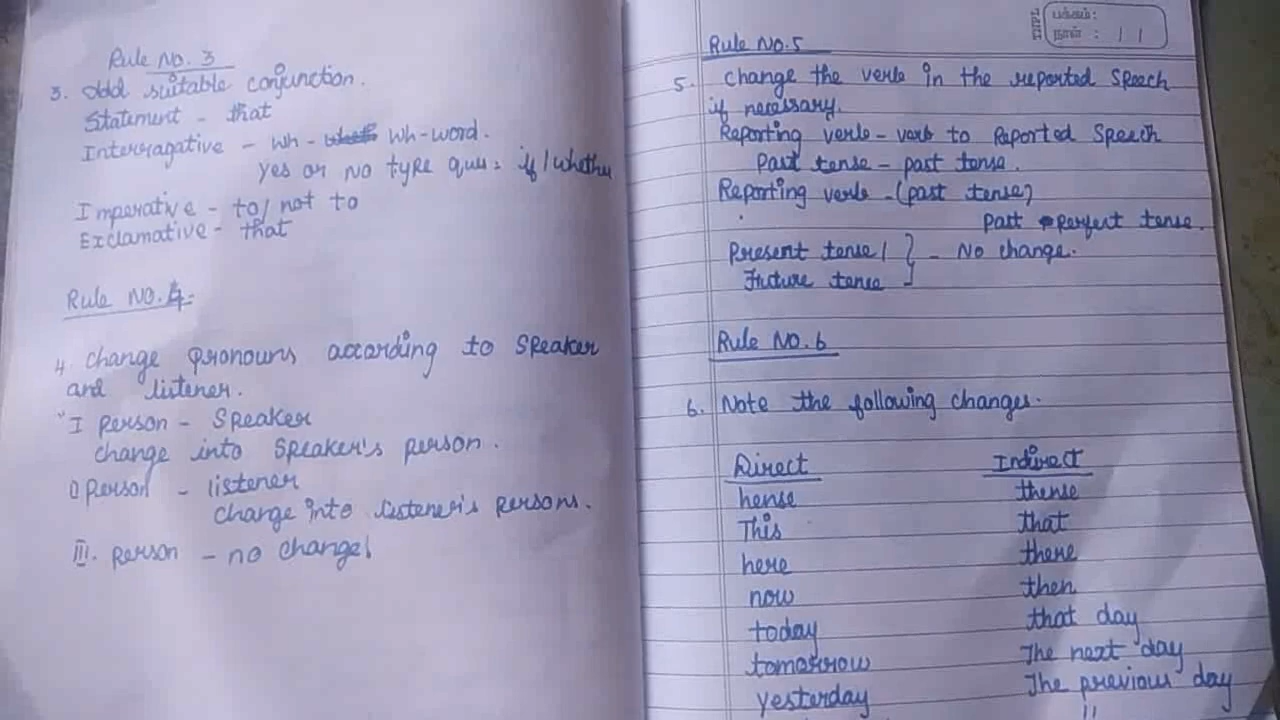 Rule No. 3
3. Add suitable conjunction.
Statement - that
Interragative - wh - wh-word.
yes or no type ques = if / whether
Imperative - to/ not to
Exclamative - that
Rule No. 4:
4. change pronouns according to speaker
and listener.
I person - Speaker
change into speaker's person.
II person - listener
change into listener's persons.
III. person - no change
THPL
பக்கம் :
நாள் : / /
Rule No. 5
5. change the verb in the reported speech
if necessary.
Reporting verb - verb to Reported Speech
Past tense - past tense.
Reporting verb - (past tense)
Past perfect tense.
Present tense / } - No change.
Future tense
Rule No. 6
6. Note the following changes.
Direct Indirect
hense thense
This that
here there
now then
today that day
tomorrow The next day
yesterday The previous day